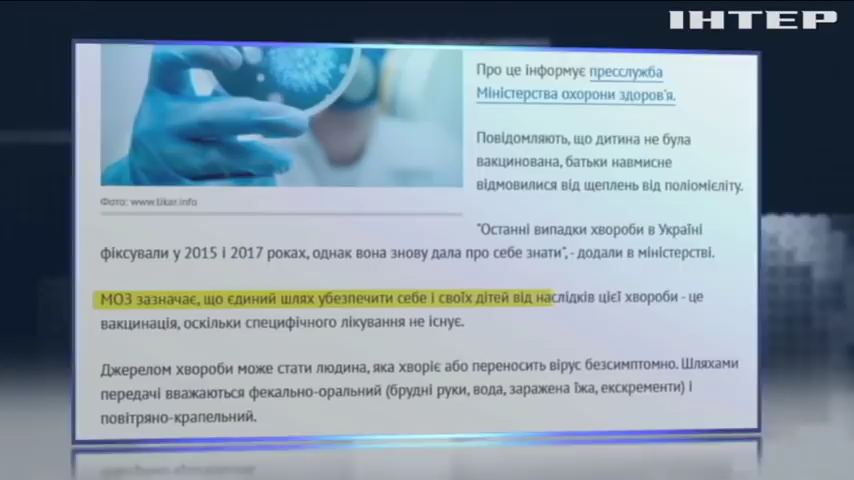 ІНТЕР
Про це інформує пресслужба
Міністерства охорони здоров'я.
Повідомляють, що дитина не була
вакцинована, батьки навмисне
відмовилися від щеплень від поліомієліту.
Фото: www.likar.info
"Останні випадки хвороби в Україні
фіксували у 2015 і 2017 роках, однак вона знову дала про себе знати", - додали в міністерстві.
МОЗ зазначає, що єдиний шлях убезпечити себе і своїх дітей від наслідків цієї хвороби - це
вакцинація, оскільки специфічного лікування не існує.
Джерелом хвороби може стати людина, яка хворіє або переносить вірус безсимптомно. Шляхами
передачі вважаються фекально-оральний (брудні руки, вода, заражена їжа, екскременти) і
повітряно-крапельний.